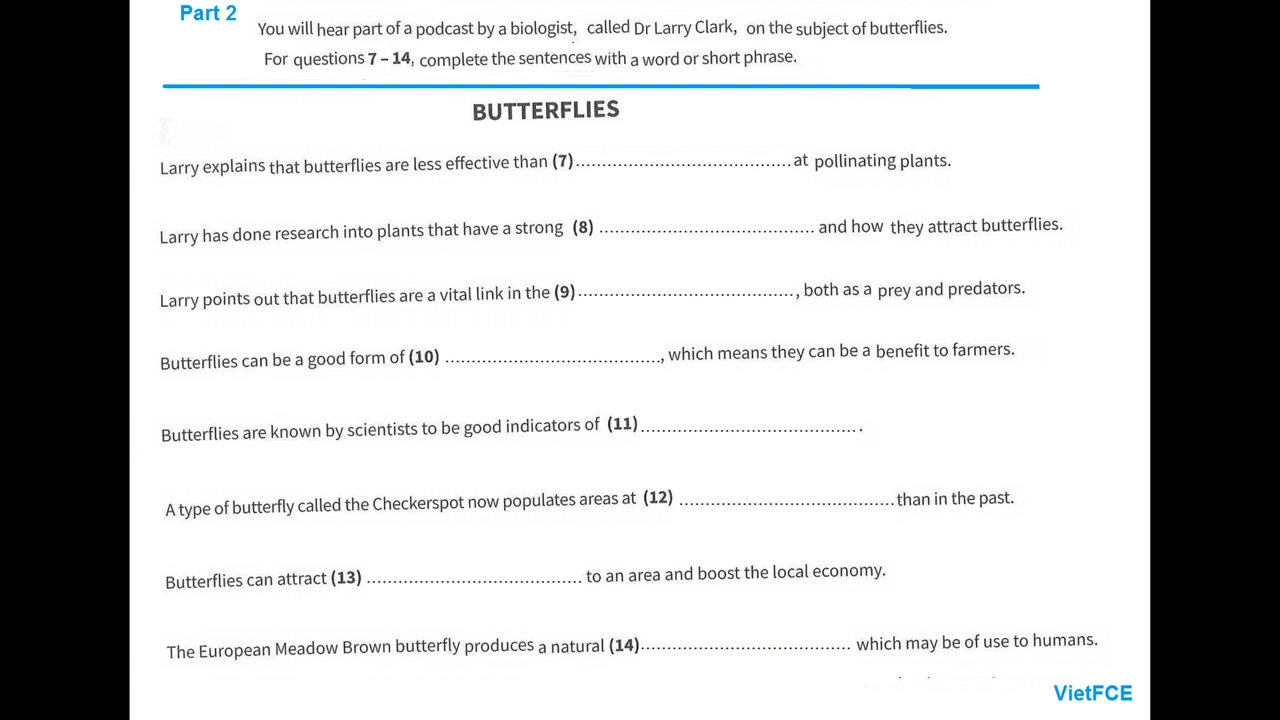 Part 2
You will hear part of a podcast by a biologist, called Dr Larry Clark, on the subject of butterflies.
For questions 7 – 14, complete the sentences with a word or short phrase.
BUTTERFLIES
Larry explains that butterflies are less effective than (7)....................................... at pollinating plants.
Larry has done research into plants that have a strong (8) ....................................... and how they attract butterflies.
Larry points out that butterflies are a vital link in the (9)......................................., both as a prey and predators.
Butterflies can be a good form of (10) ......................................., which means they can be a benefit to farmers.
Butterflies are known by scientists to be good indicators of (11)....................................... .
A type of butterfly called the Checkerspot now populates areas at (12) ....................................... than in the past.
Butterflies can attract (13) ....................................... to an area and boost the local economy.
The European Meadow Brown butterfly produces a natural (14)....................................... which may be of use to humans.
VietFCE